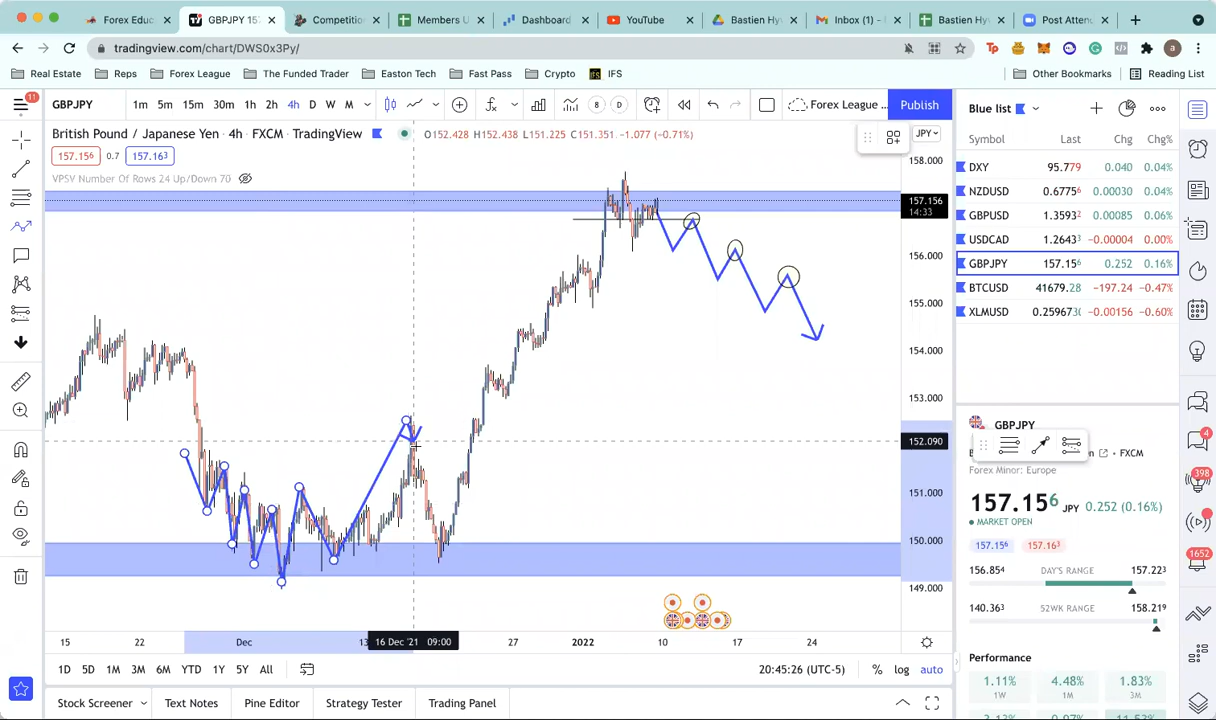 Forex Educ
GBPJPY 157
Competition
Members U
Dashboard
YouTube
Bastien Hy
Inbox (1) -
Bastien Hy
Post Atten
tradingview.com/chart/DWS0x3Py/
Real Estate
Reps
Forex League
The Funded Trader
Easton Tech
Fast Pass
Crypto
IFS
Other Bookmarks
Reading List
11
GBPJPY
1m 5m 15m 30m 1h 2h 4h D W M
8 D
Forex League ...
Publish
Blue list
British Pound / Japanese Yen · 4h · FXCM · TradingView
O152.428 H152.438 L151.225 C151.351 −1.077 (−0.71%)
JPY
157.156 0.7 157.163
VPSV Number Of Rows 24 Up/Down 70
Symbol Last Chg Chg%
DXY 95.779 0.040 0.04%
NZDUSD 0.67756 0.00030 0.04%
GBPUSD 1.35932 0.00085 0.06%
USDCAD 1.26433 −0.00004 0.00%
GBPJPY 157.156 0.252 0.16%
BTCUSD 41679.28 −197.24 −0.47%
XLMUSD 0.25967 −0.00156 −0.60%
158.000
157.156
14:33
156.000
155.000
154.000
153.000
152.090
151.000
150.000
149.000
GBPJPY
FXCM
Forex Minor: Europe
157.156 JPY 0.252 (0.16%)
MARKET OPEN
157.156 157.163
156.854 DAY'S RANGE 157.223
140.363 52WK RANGE 158.219
Performance
1.11% 4.48% 1.83%
1W 1M 3M
4
398
1652
15 22 Dec 13 16 Dec '21 09:00 27 2022 10 17 24
1D 5D 1M 3M 6M YTD 1Y 5Y All
20:45:26 (UTC-5)
% log auto
Stock Screener
Text Notes
Pine Editor
Strategy Tester
Trading Panel